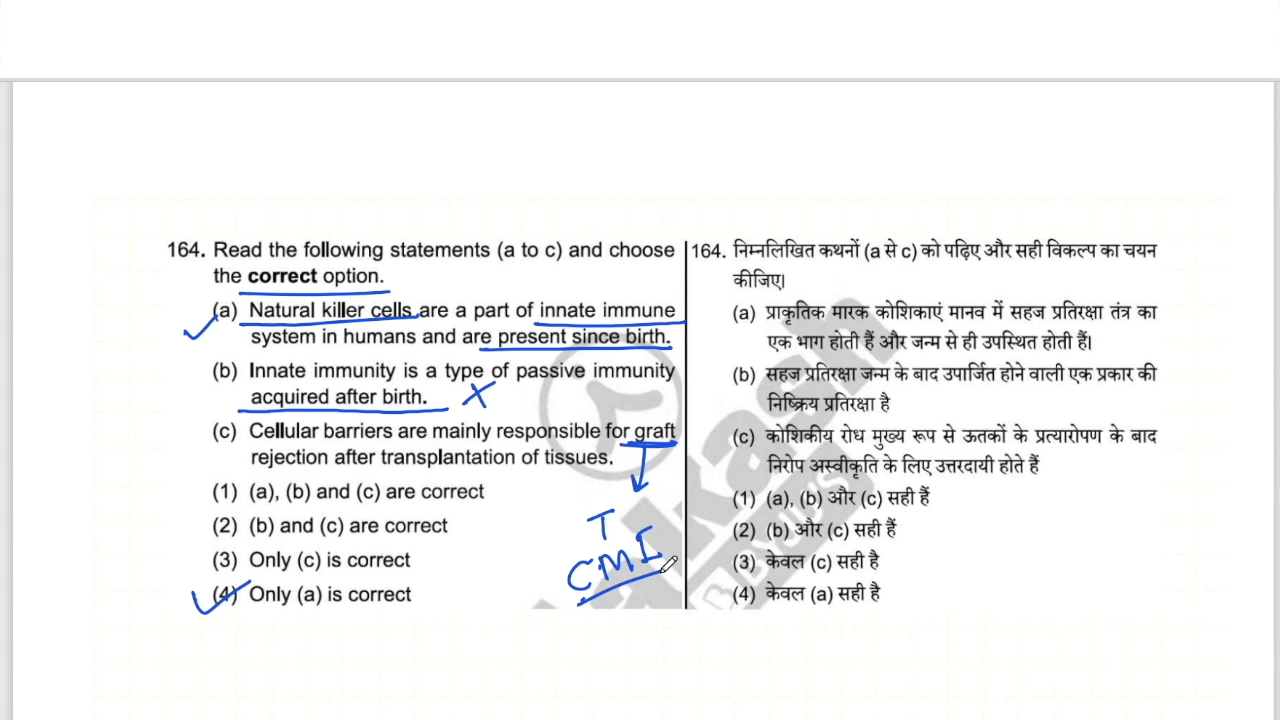 164. Read the following statements (a to c) and choose
the correct option.
(a) Natural killer cells are a part of innate immune
system in humans and are present since birth.
(b) Innate immunity is a type of passive immunity
acquired after birth.
(c) Cellular barriers are mainly responsible for graft
rejection after transplantation of tissues.
(1) (a), (b) and (c) are correct
(2) (b) and (c) are correct
(3) Only (c) is correct
(4) Only (a) is correct
T
CMI
164. निम्नलिखित कथनों (a से c) को पढ़िए और सही विकल्प का चयन
कीजिए।
(a) प्राकृतिक मारक कोशिकाएं मानव में सहज प्रतिरक्षा तंत्र का
एक भाग होती हैं और जन्म से ही उपस्थित होती हैं।
(b) सहज प्रतिरक्षा जन्म के बाद उपार्जित होने वाली एक प्रकार की
निष्क्रिय प्रतिरक्षा है
(c) कोशिकीय रोध मुख्य रूप से ऊतकों के प्रत्यारोपण के बाद
निरोप अस्वीकृति के लिए उत्तरदायी होते हैं
(1) (a), (b) और (c) सही हैं
(2) (b) और (c) सही हैं
(3) केवल (c) सही है
(4) केवल (a) सही है